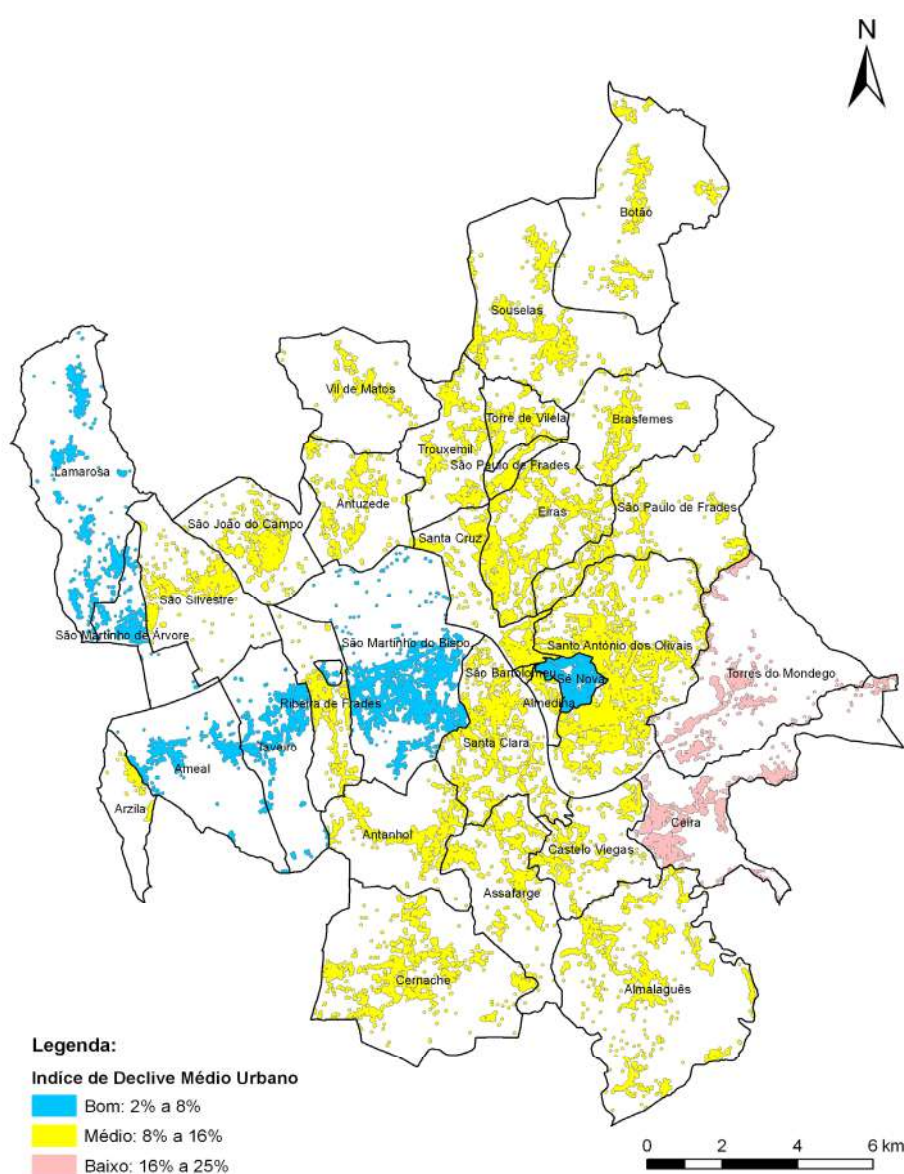 N
Botão
Souselas
Vil de Matos
Torre de Vilela
Brasfemes
Trouxemil
São Paulo de Frades
Lamarosa
Antuzede
Eiras
São Paulo de Frades
São João do Campo
Santa Cruz
São Silvestre
São Martinho de Árvore
São Martinho do Bispo
Santo António dos Olivais
São Bartolomeu
Sé Nova
Torres do Mondego
Ribeira de Frades
Almedina
Santa Clara
Taveiro
Ameal
Arzila
Antanhol
Castelo Viegas
Ceira
Assafarge
Cernache
Almalaguês
Legenda:
Indice de Declive Médio Urbano
Bom: 2% a 8%
Médio: 8% a 16%
Baixo: 16% a 25%
0 2 4 6 km